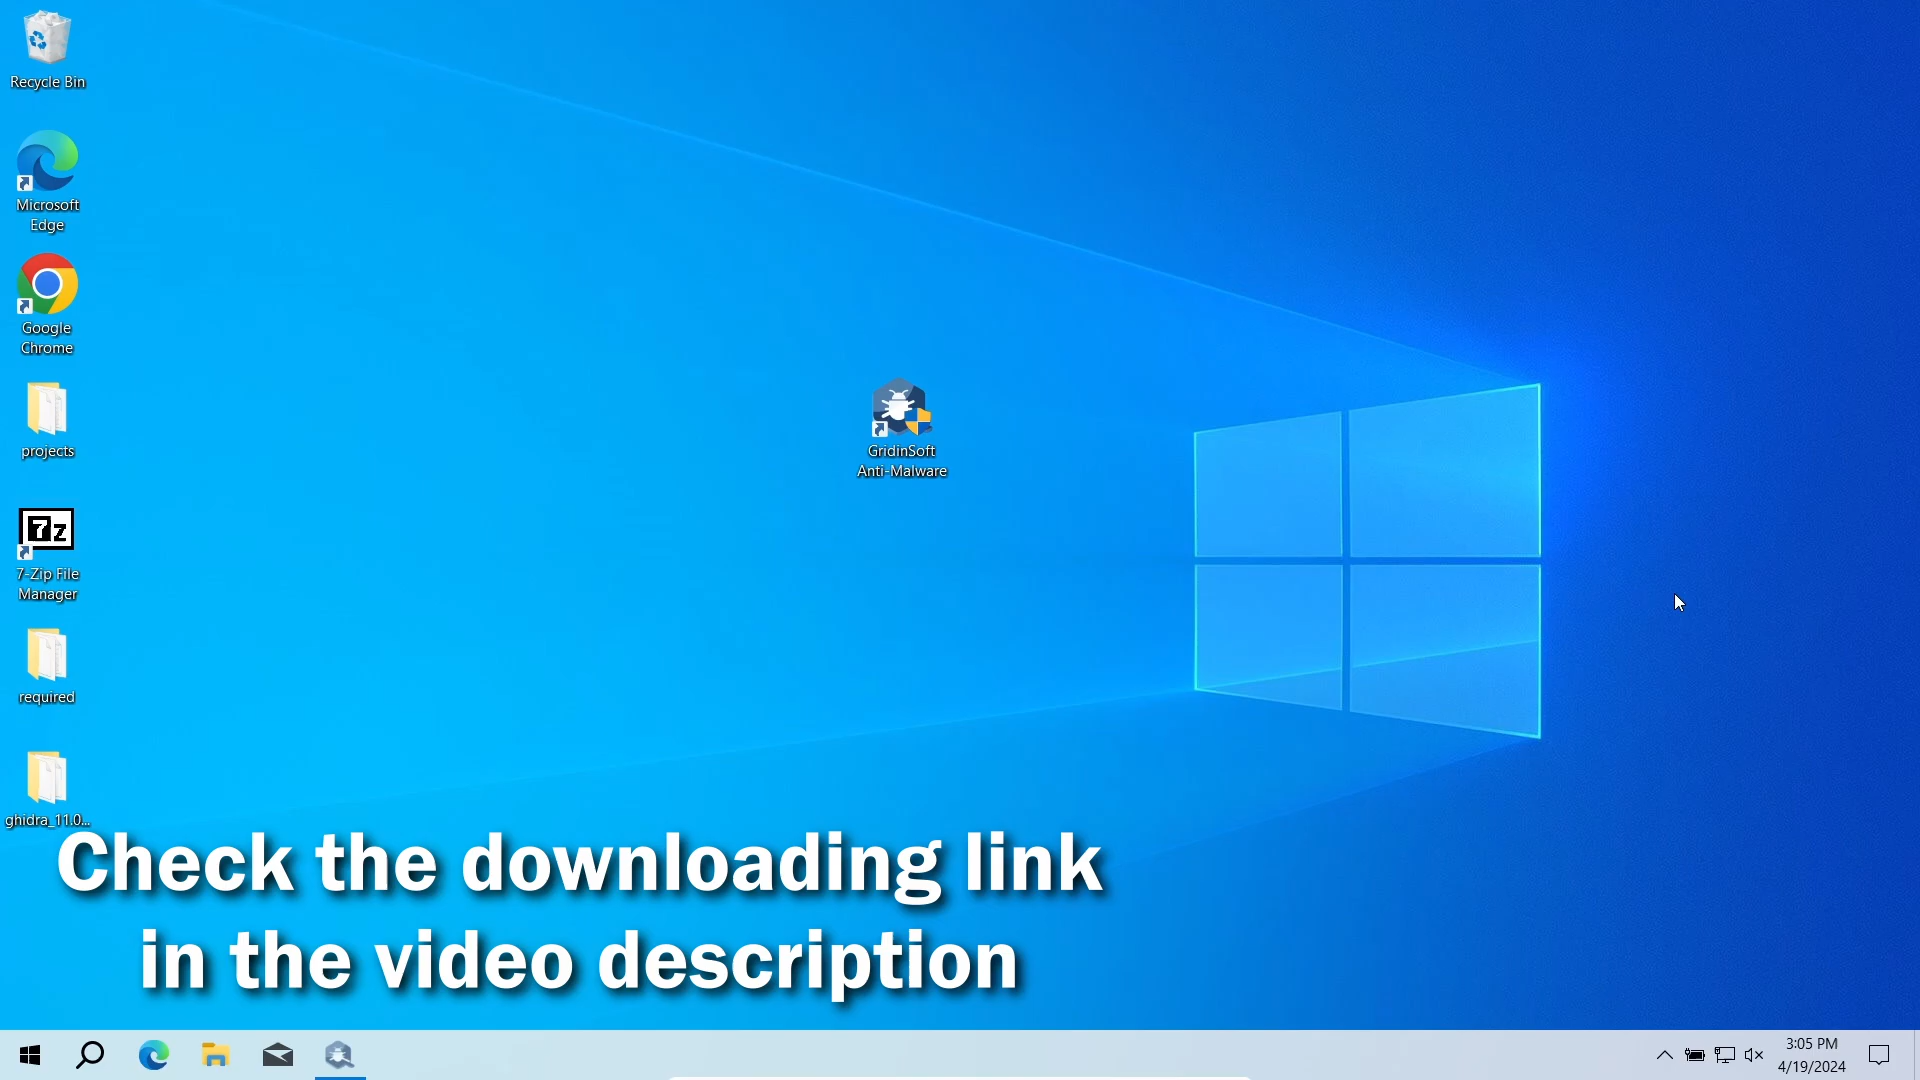 Recycle Bin
Microsoft
Edge
Google
Chrome
projects
GridinSoft
Anti-Malware
7z
7-Zip File
Manager
required
ghidra_11.0...
Check the downloading link
in the video description
3:05 PM
4/19/2024